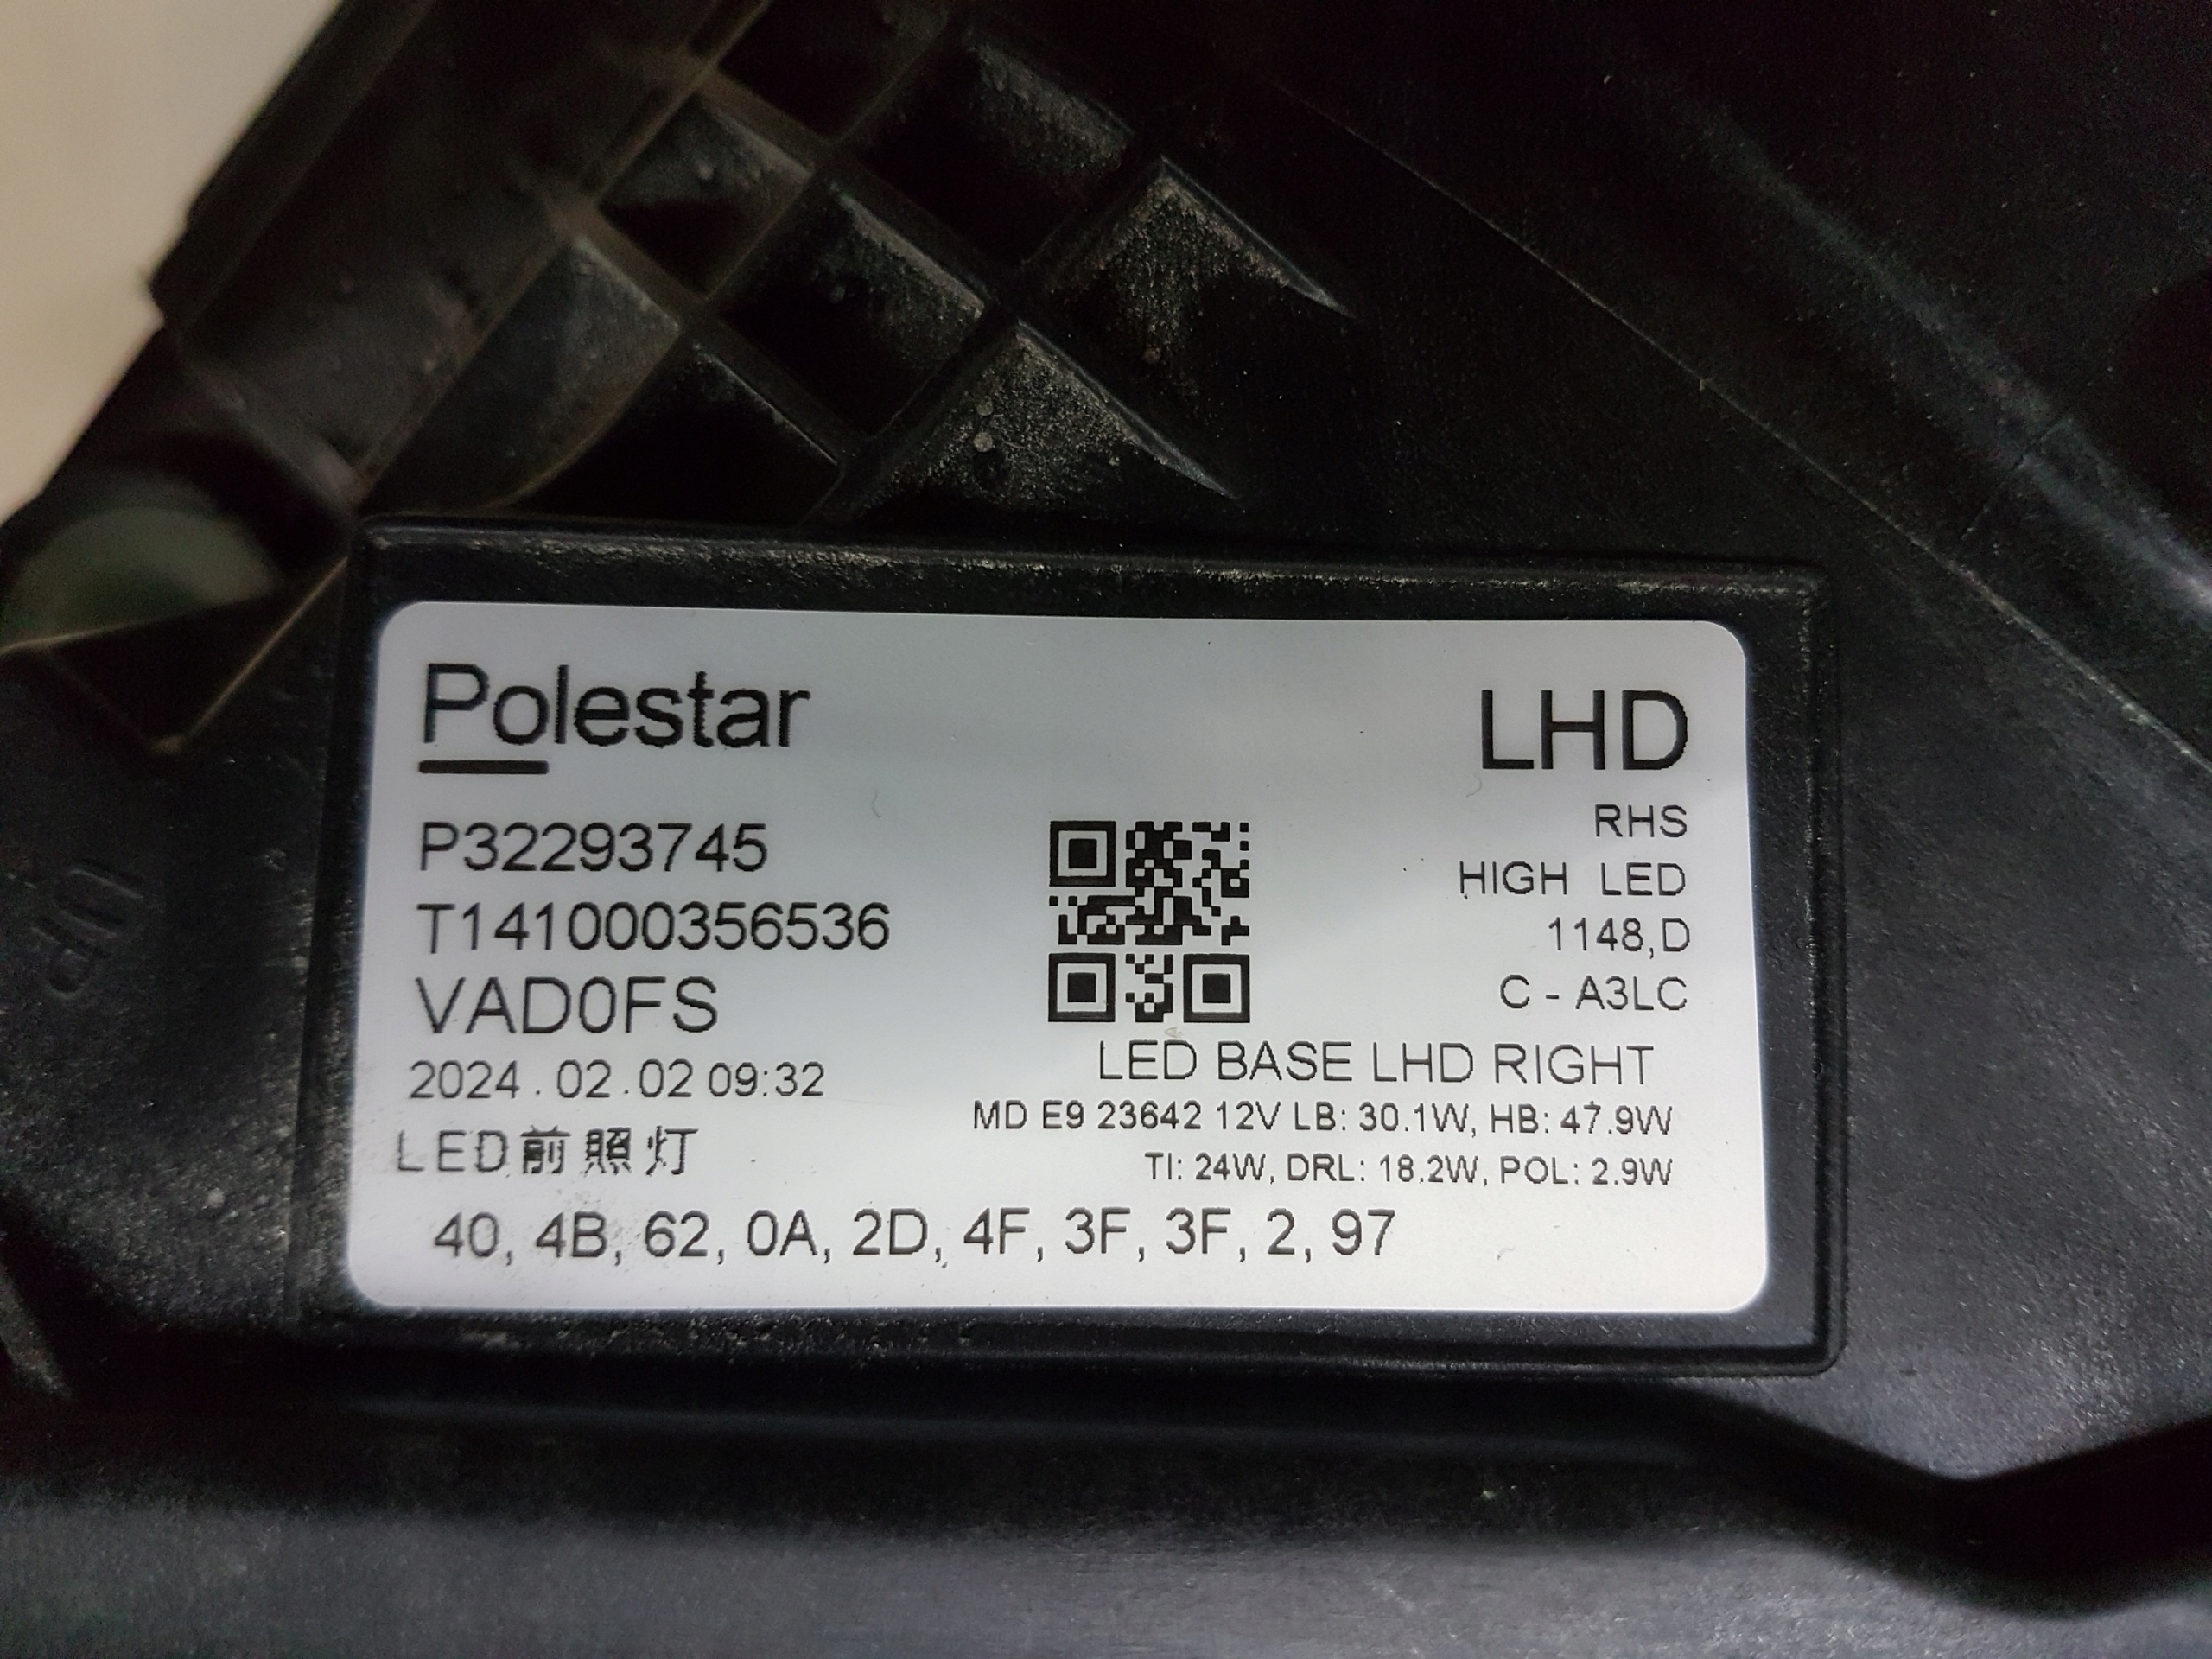 Polestar
LHD
P32293745
T141000356536
VAD0FS
2024.02.02 09:32
LED前照灯
RHS
HIGH LED
1148,D
C - A3LC
LED BASE LHD RIGHT
MD E9 23642 12V LB: 30.1W, HB: 47.9W
TI: 24W, DRL: 18.2W, POL: 2.9W
40, 4B, 62, 0A, 2D, 4F, 3F, 3F, 2, 97
UP